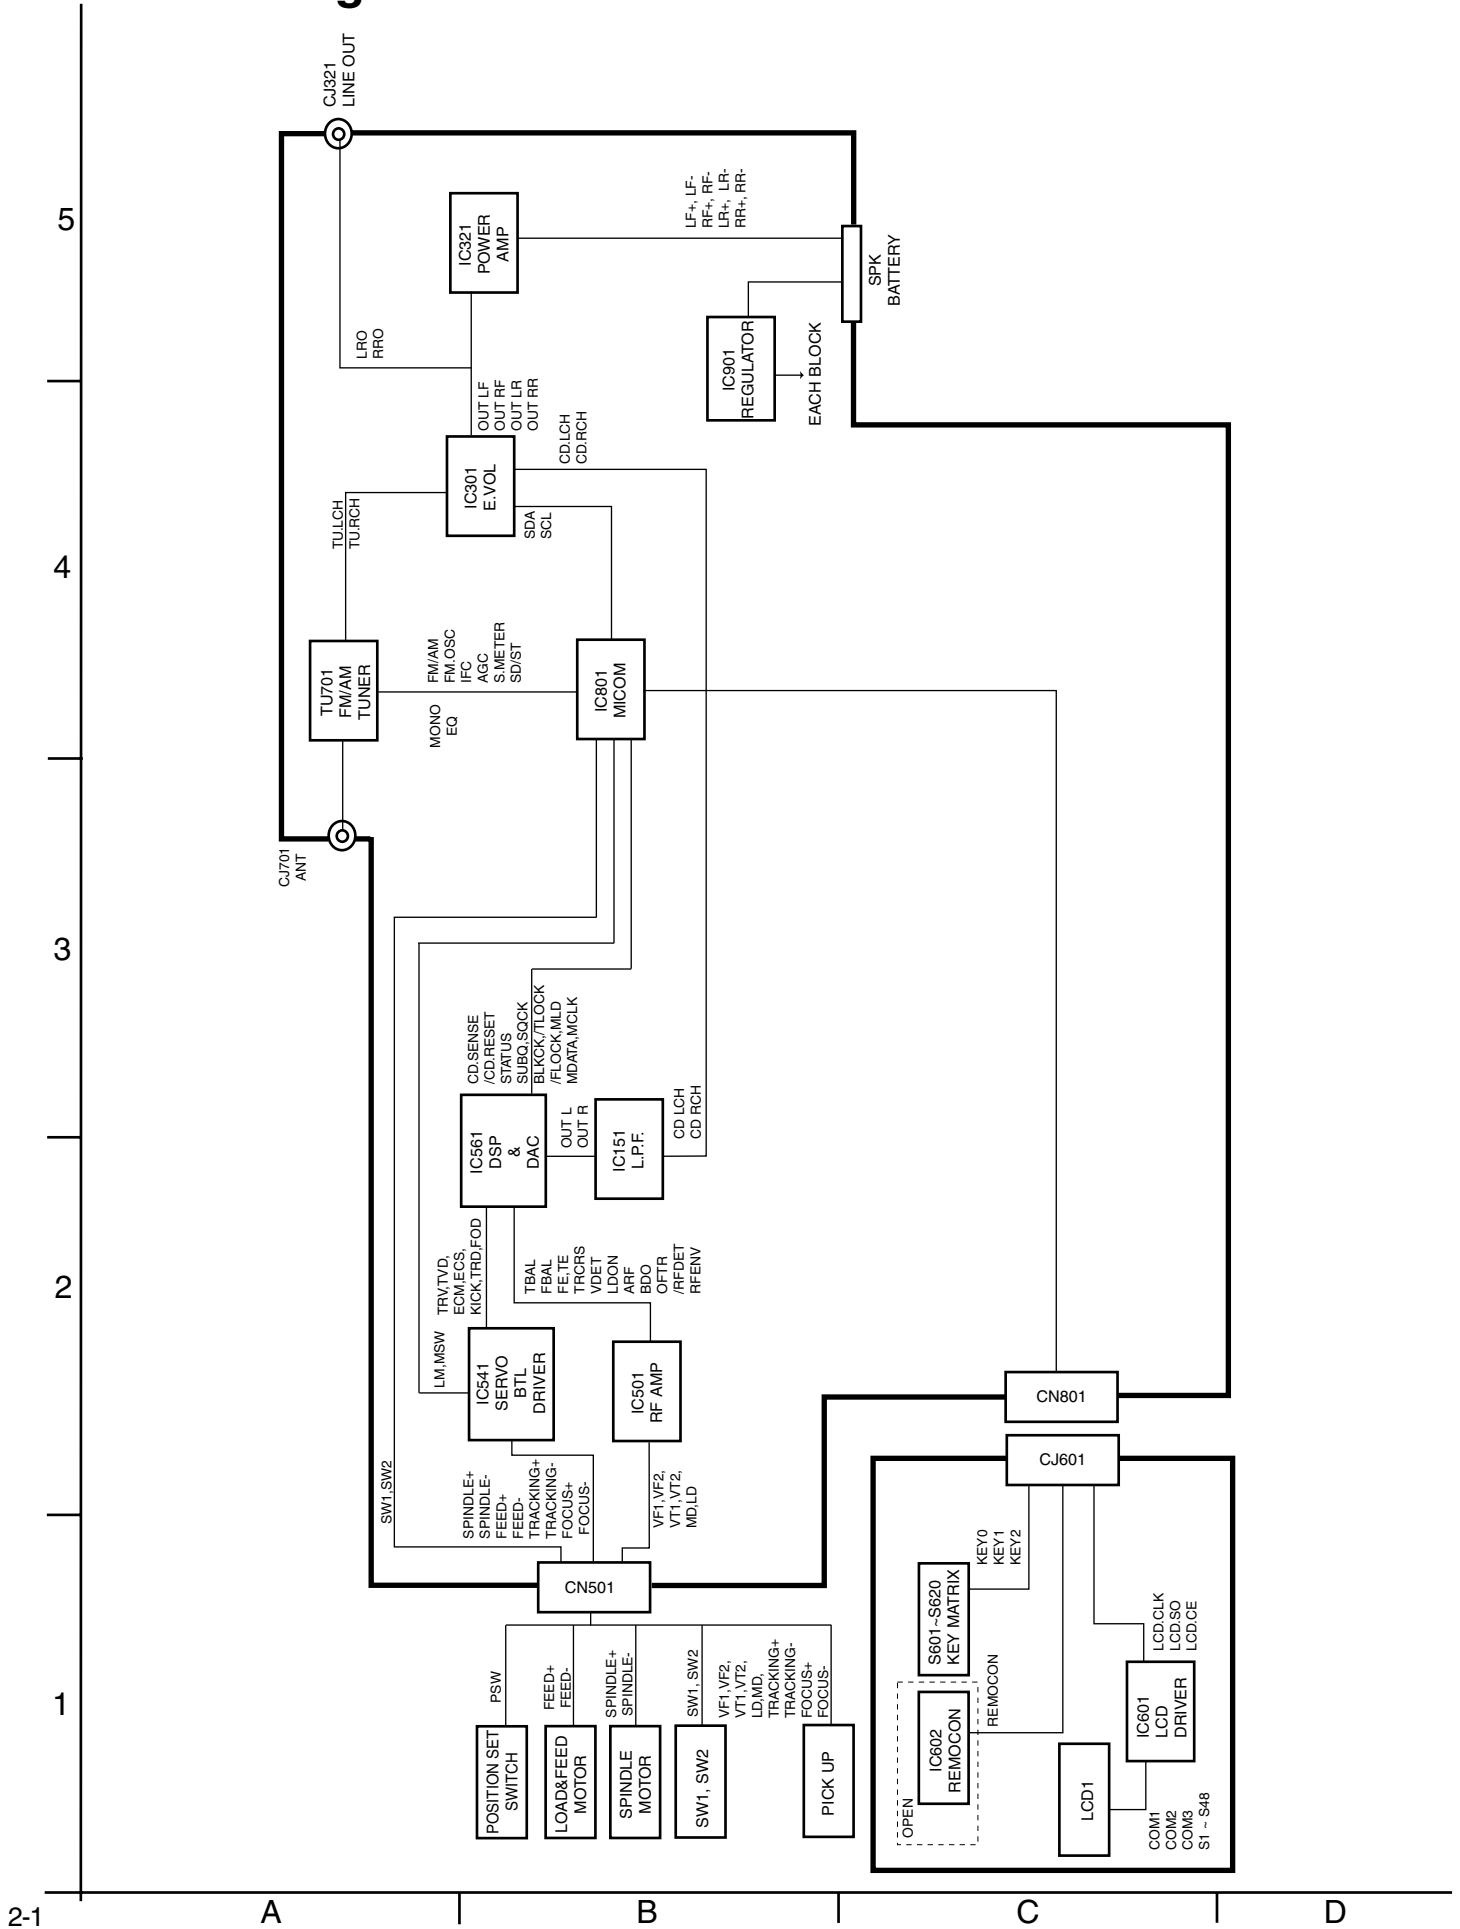 g
CJ321
LINE OUT
5
IC321
POWER
AMP
LF+, LF-
RF+, RF-
LR+, LR-
RR+, RR-
SPK
BATTERY
LRO
RRO
IC901
REGULATOR
EACH BLOCK
OUT LF
OUT RF
OUT LR
OUT RR
CD.LCH
CD.RCH
IC301
E.VOL
TU.LCH
TU.RCH
SDA
SCL
4
TU701
FM/AM
TUNER
FM/AM
FM.OSC
IFC
AGC
S.METER
SD/ST
MONO
EQ
IC801
MICOM
CJ701
ANT
3
CD.SENSE
/CD.RESET
STATUS
SUBQ,SQCK
BLKCK,/TLOCK
/FLOCK,MLD
MDATA,MCLK
IC561
DSP
&
DAC
OUT L
OUT R
IC151
L.P.F.
CD LCH
CD RCH
2
TRV,TVD,
ECM,ECS,
KICK,TRD,FOD
TBAL
FBAL
FE,TE
TRCRS
VDET
LDON
ARF
BDO
OFTR
/RFDET
RFENV
LM,MSW
IC541
SERVO
BTL
DRIVER
IC501
RF AMP
CN801
CJ601
SW1,SW2
SPINDLE+
SPINDLE-
FEED+
FEED-
TRACKING+
TRACKING-
FOCUS+
FOCUS-
VF1,VF2,
VT1,VT2,
MD,LD
CN501
KEY0
KEY1
KEY2
S601~S620
KEY MATRIX
LCD.CLK
LCD.SO
LCD.CE
1
PSW
FEED+
FEED-
SPINDLE+
SPINDLE-
SW1, SW2
VF1,VF2,
VT1,VT2,
LD,MD,
TRACKING+
TRACKING-
FOCUS+
FOCUS-
REMOCON
POSITION SET
SWITCH
LOAD&FEED
MOTOR
SPINDLE
MOTOR
SW1, SW2
PICK UP
OPEN
IC602
REMOCON
IC601
LCD
DRIVER
LCD1
COM1
COM2
COM3
S1 ~ S48
2-1
A
B
C
D